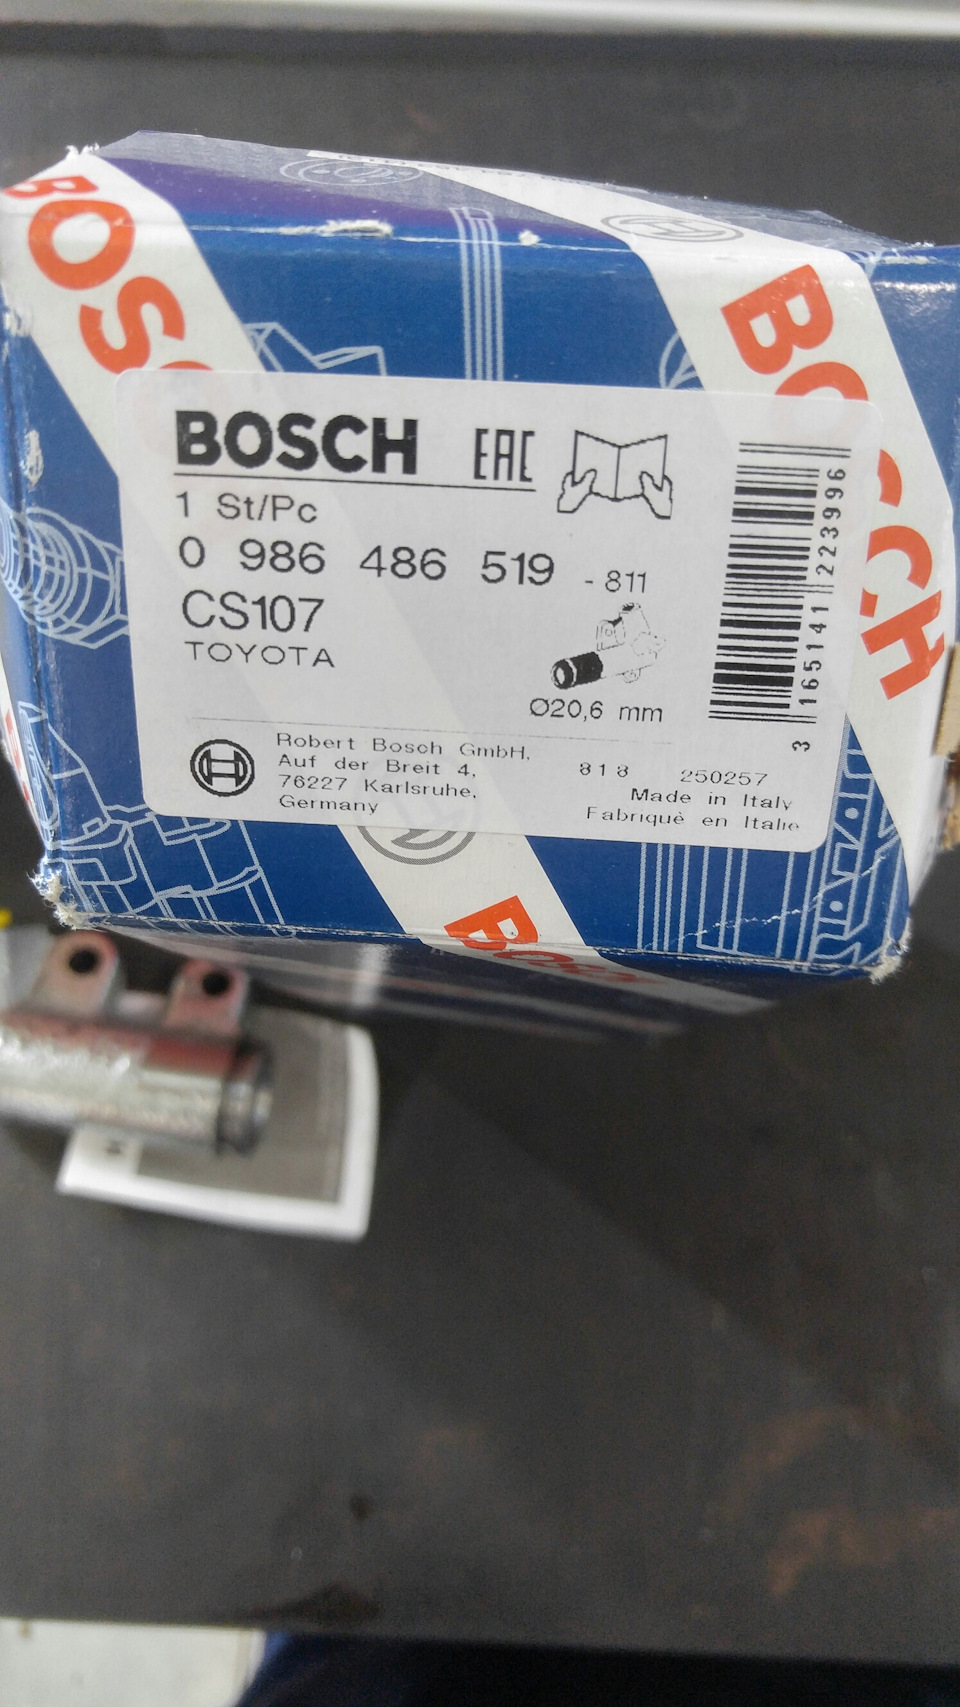 BOSCH
BOSCH
BOSCH EAC
1 St/Pc
0 986 486 519 - 811
CS107
TOYOTA
Ø20,6 mm
3 165141 223996
Robert Bosch GmbH,
Auf der Breit 4,
76227 Karlsruhe,
Germany
818 250257
Made in Italy
Fabriqué en Italie